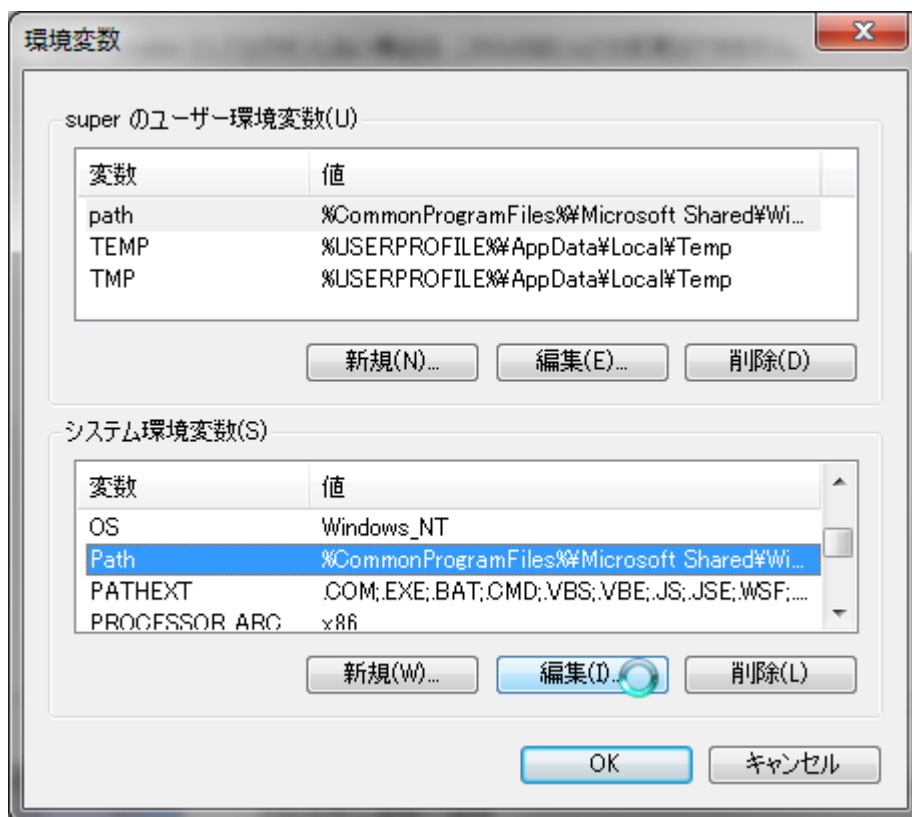 環境変数
super のユーザー環境変数(U)
変数 値
path %CommonProgramFiles%¥Microsoft Shared¥Wi...
TEMP %USERPROFILE%¥AppData¥Local¥Temp
TMP %USERPROFILE%¥AppData¥Local¥Temp
新規(N)... 編集(E)... 削除(D)
システム環境変数(S)
変数 値
OS Windows_NT
Path %CommonProgramFiles%¥Microsoft Shared¥Wi...
PATHEXT .COM;.EXE;.BAT;.CMD;.VBS;.VBE;.JS;.JSE;.WSF;....
PROCESSOR_ARC... x86
新規(W)... 編集(I)... 削除(L)
OK キャンセル